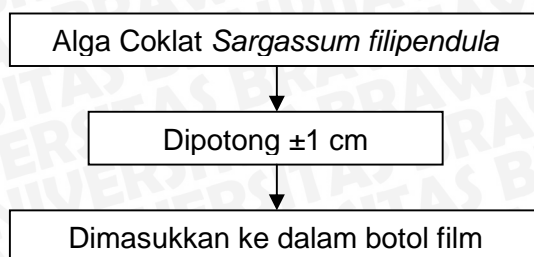 Alga Coklat Sargassum filipendula
Dipotong ±1 cm
Dimasukkan ke dalam botol film